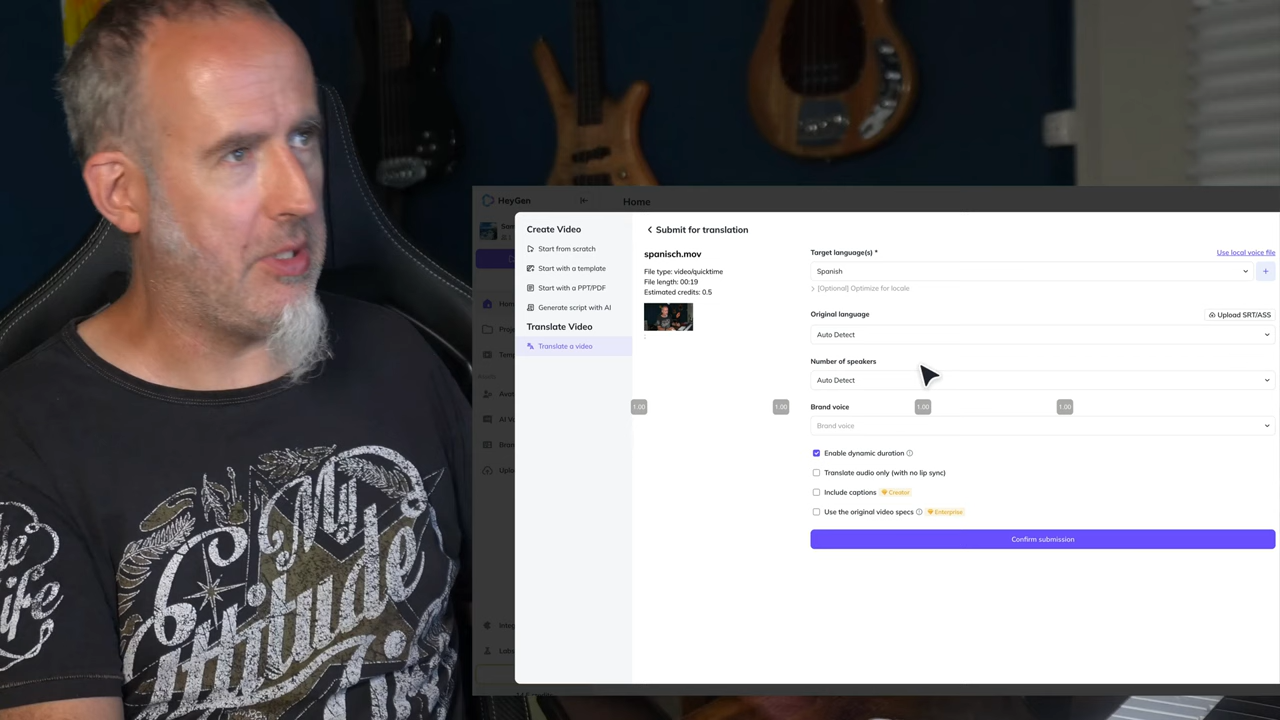 HeyGen
Home
Create Video
Start from scratch
Start with a template
Start with a PPT/PDF
Generate script with AI
Translate Video
Translate a video
Submit for translation
spanisch.mov
File type: video/quicktime
File length: 00:19
Estimated credits: 0.5
Target language(s) *
Use local voice file
Spanish
+
[Optional] Optimize for locale
Original language
Upload SRT/ASS
Auto Detect
Number of speakers
Auto Detect
1.00
1.00
1.00
1.00
Brand voice
Brand voice
Enable dynamic duration
Translate audio only (with no lip sync)
Include captions
Creator
Use the original video specs
Enterprise
Confirm submission
Life
6
Attitude